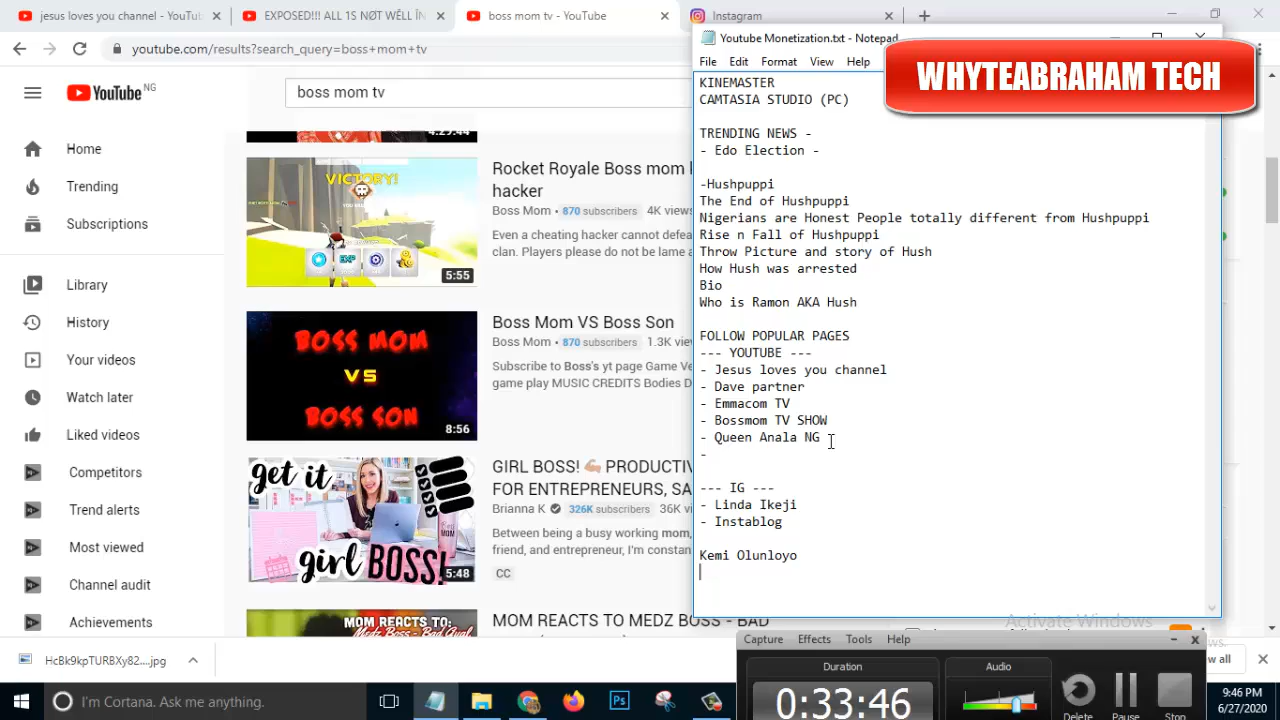 jesus loves you channel - YouTu
EXPOSED!!! ALL 1S NØT WÉLL ÎN
boss mom tv - YouTube
Instagram
youtube.com/results?search_query=boss+mom+tv
YouTube NG
boss mom tv
Home
Trending
Subscriptions
Library
History
Your videos
Watch later
Liked videos
Competitors
Trend alerts
Most viewed
Channel audit
Achievements
4:29:44
VICTORY!
5:55
Rocket Royale Boss mom
hacker
Boss Mom • 870 subscribers 4K views
Even a cheating hacker cannot defea
clan. Players please do not be lame a
BOSS MOM
VS
BOSS SON
8:56
Boss Mom VS Boss Son
Boss Mom • 870 subscribers 1.3K view
Subscribe to Boss's yt page Game Ve
game play MUSIC CREDITS Bodies D
get it
girl BOSS!
5:48
GIRL BOSS! 💪🏼 PRODUCTIV
FOR ENTREPRENEURS, SA
Brianna K 326K subscribers 36K vi
Between being a busy working mom,
friend, and entrepreneur, I'm constan
CC
MOM REACTS TO:
Medz Boss - Bad Gyal
MOM REACTS TO MEDZ BOSS - BAD
Youtube Monetization.txt - Notepad
File Edit Format View Help
WHYTEABRAHAM TECH
KINEMASTER
CAMTASIA STUDIO (PC)
TRENDING NEWS -
- Edo Election -
-Hushpuppi
The End of Hushpuppi
Nigerians are Honest People totally different from Hushpuppi
Rise n Fall of Hushpuppi
Throw Picture and story of Hush
How Hush was arrested
Bio
Who is Ramon AKA Hush
FOLLOW POPULAR PAGES
--- YOUTUBE ---
- Jesus loves you channel
- Dave partner
- Emmacom TV
- Bossmom TV SHOW
- Queen Anala NG
-
--- IG ---
- Linda Ikeji
- Instablog
Kemi Olunloyo
Activate Windows
Capture Effects Tools Help
Duration
0:33:46
Audio
Delete
Pause
Stop
HcBk9kpTURBXy82....jpg
I'm Cortana. Ask me anything.
Ps
9:46 PM
6/27/2020